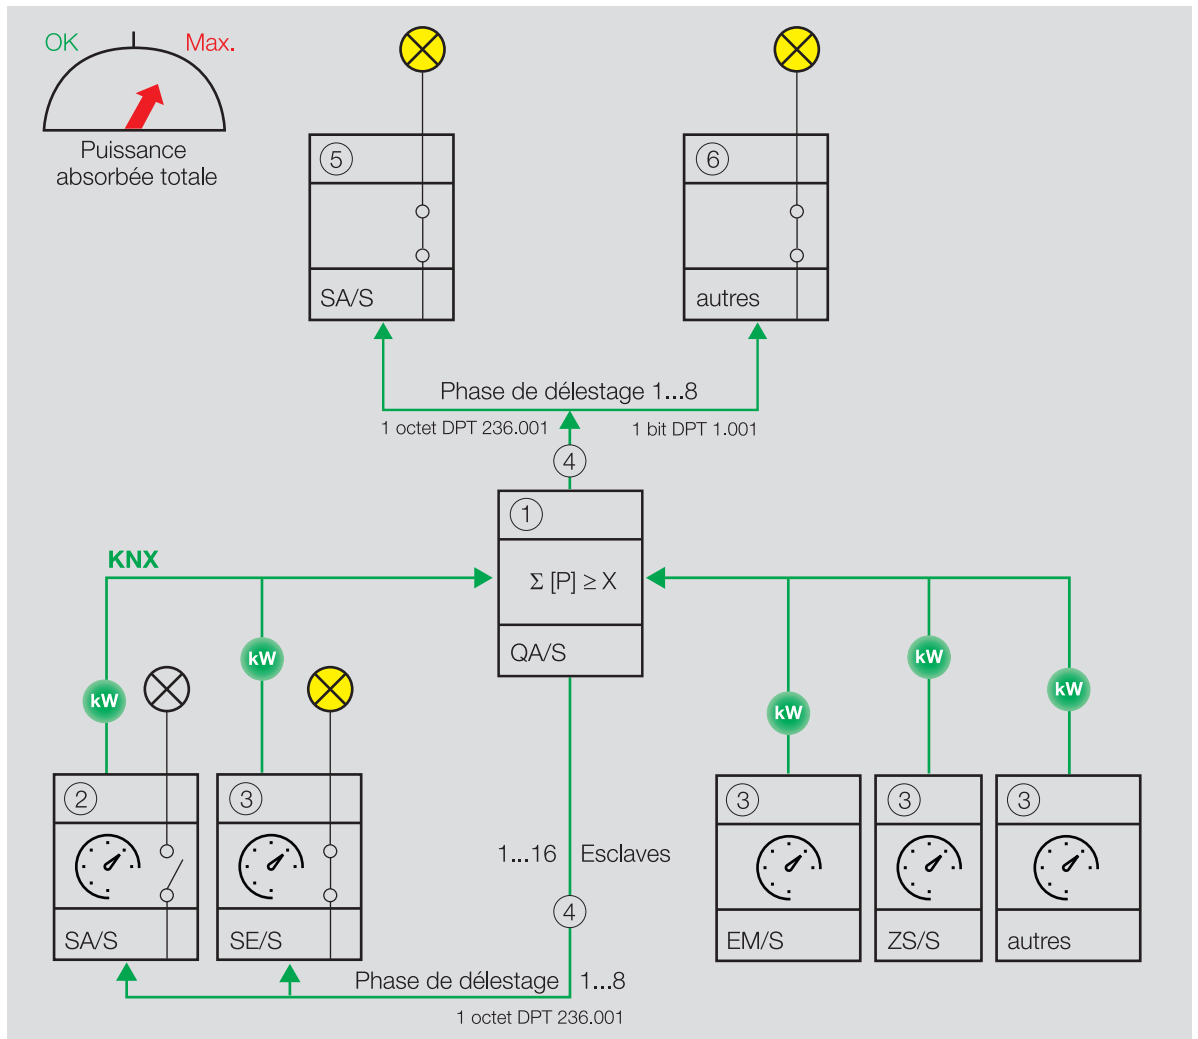 OK
Max.
Puissance
absorbée totale
5
SA/S
6
autres
Phase de délestage 1...8
1 octet DPT 236.001
1 bit DPT 1.001
4
1
Σ [P] ≥ X
QA/S
KNX
kW
kW
kW
kW
kW
2
SA/S
3
SE/S
1...16 Esclaves
4
3
EM/S
3
ZS/S
3
autres
Phase de délestage 1...8
1 octet DPT 236.001